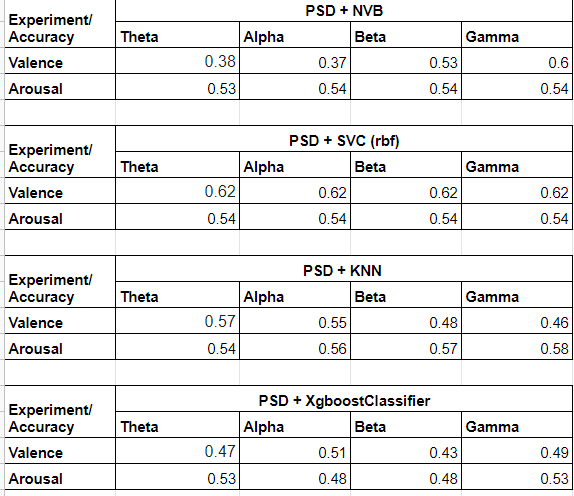 PSD + NVB
Experiment/
Accuracy Theta Alpha Beta Gamma
Valence 0.38 0.37 0.53 0.6
Arousal 0.53 0.54 0.54 0.54
PSD + SVC (rbf)
Experiment/
Accuracy Theta Alpha Beta Gamma
Valence 0.62 0.62 0.62 0.62
Arousal 0.54 0.54 0.54 0.54
PSD + KNN
Experiment/
Accuracy Theta Alpha Beta Gamma
Valence 0.57 0.55 0.48 0.46
Arousal 0.54 0.56 0.57 0.58
PSD + XgboostClassifier
Experiment/
Accuracy Theta Alpha Beta Gamma
Valence 0.47 0.51 0.43 0.49
Arousal 0.53 0.48 0.48 0.53